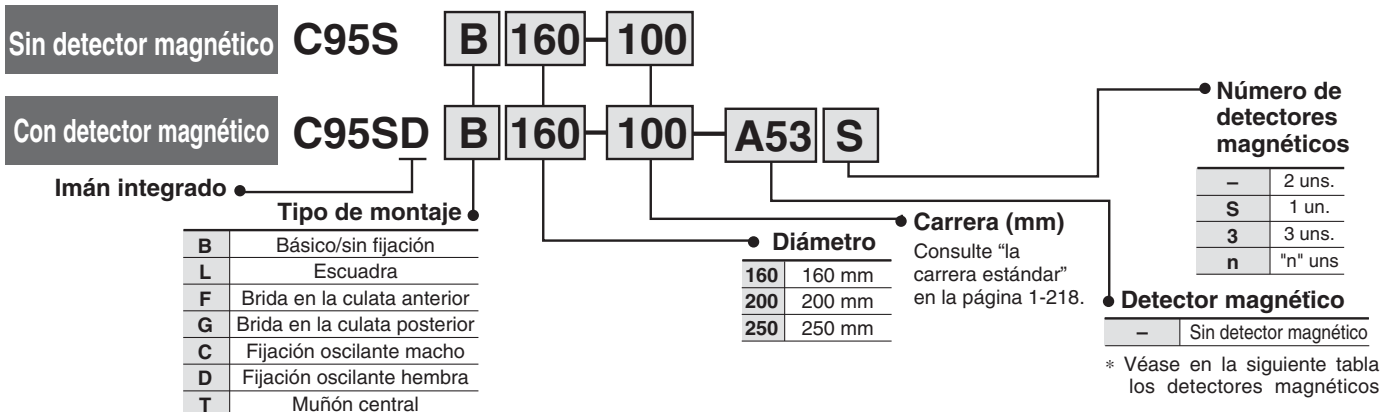 Sin detector magnético C95S B 160-100
Con detector magnético C95SD B 160-100-A53 S
Imán integrado
Tipo de montaje
B Básico/sin fijación
L Escuadra
F Brida en la culata anterior
G Brida en la culata posterior
C Fijación oscilante macho
D Fijación oscilante hembra
T Muñón central
Diámetro
160 160 mm
200 200 mm
250 250 mm
Carrera (mm)
Consulte “la
carrera estándar”
en la página 1-218.
Número de
detectores
magnéticos
– 2 uns.
S 1 un.
3 3 uns.
n "n" uns
Detector magnético
– Sin detector magnético
* Véase en la siguiente tabla
los detectores magnéticos